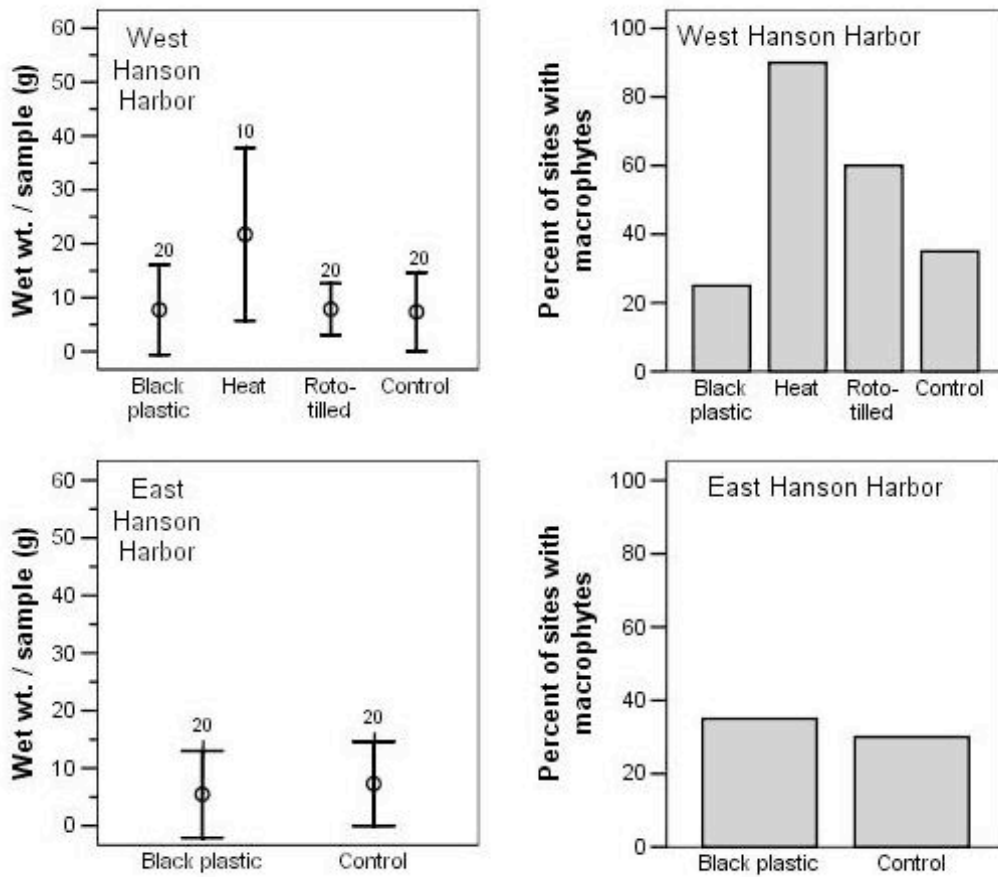 Wet wt. / sample (g)
60
50
40
30
20
10
0
West
Hanson
Harbor
20
10
20
20
Black
plastic
Heat
Roto-
tilled
Control
Percent of sites with
macrophytes
100
80
60
40
20
0
West Hanson Harbor
Black
plastic
Heat
Roto-
tilled
Control
Wet wt. / sample (g)
60
50
40
30
20
10
0
East
Hanson
Harbor
20
20
Black plastic
Control
Percent of sites with
macrophytes
100
80
60
40
20
0
East Hanson Harbor
Black plastic
Control